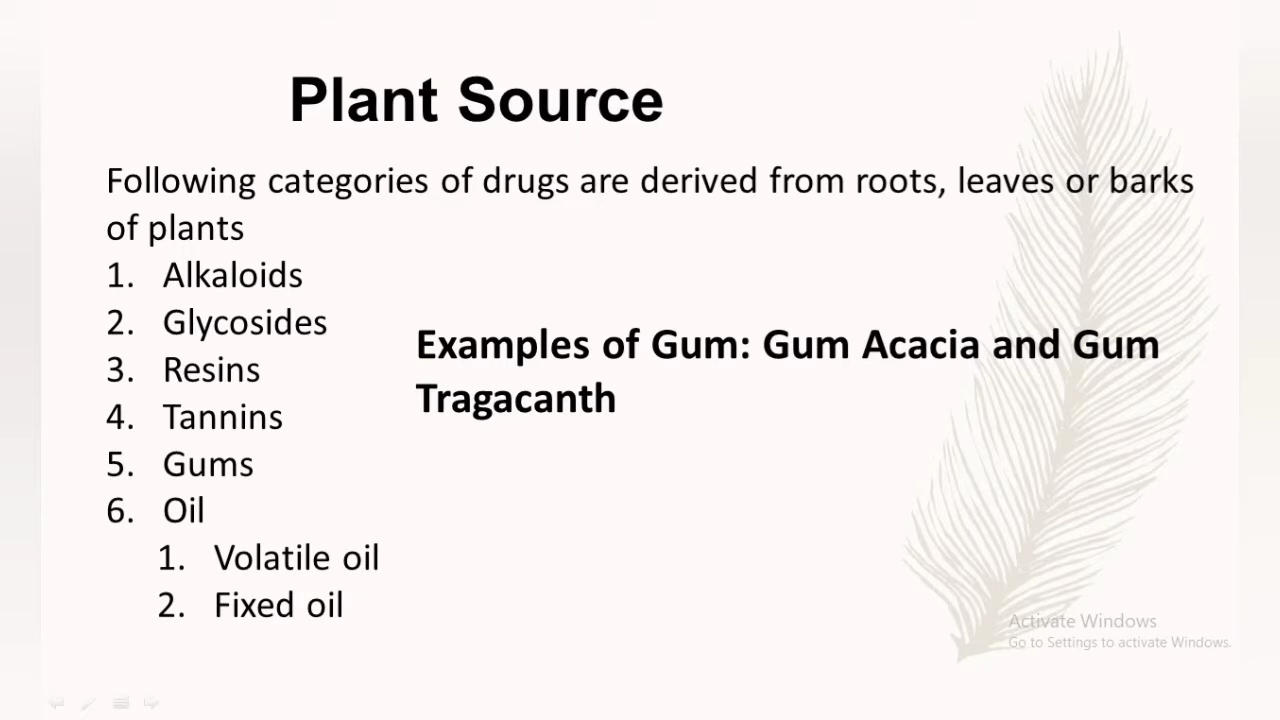 Plant Source
Following categories of drugs are derived from roots, leaves or barks
of plants
1. Alkaloids
2. Glycosides
3. Resins
4. Tannins
5. Gums
6. Oil
1. Volatile oil
2. Fixed oil
Examples of Gum: Gum Acacia and Gum
Tragacanth
Activate Windows
Go to Settings to activate Windows.